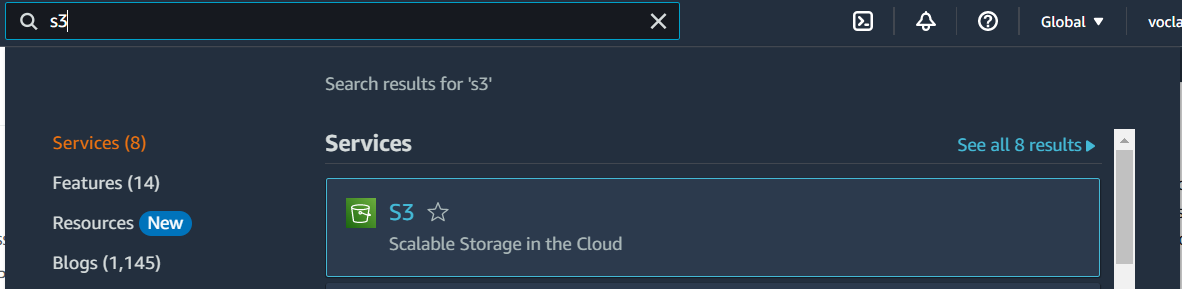 s3
Global
Search results for 's3'
Services (8)
Features (14)
Resources New
Blogs (1,145)
Services
See all 8 results
S3
Scalable Storage in the Cloud